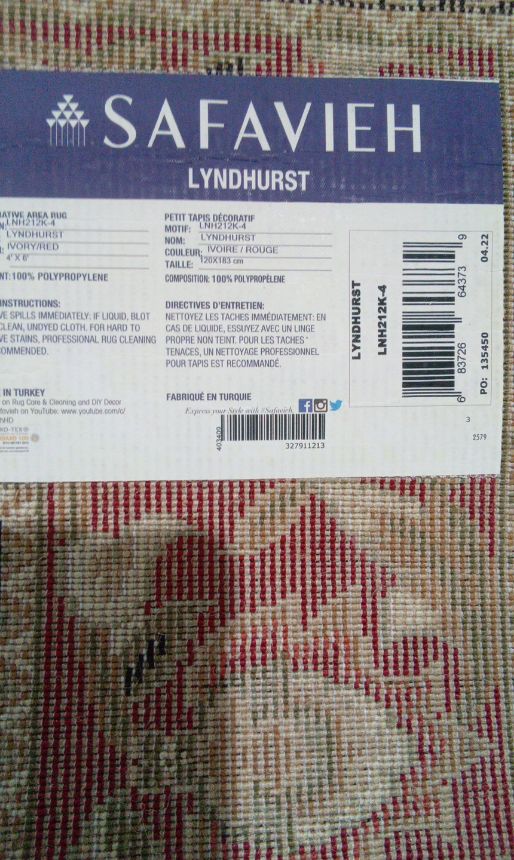 SAFAVIEH
LYNDHURST
ATIVE AREA RUG
LNH212K-4
LYNDHURST
IVORY/RED
4' X 6'
NT: 100% POLYPROPYLENE
INSTRUCTIONS:
VE SPILLS IMMEDIATELY: IF LIQUID, BLOT
CLEAN, UNDYED CLOTH. FOR HARD TO
VE STAINS, PROFESSIONAL RUG CLEANING
OMMENDED.
IN TURKEY
on Rug Care & Cleaning and DIY Decor
afavieh on YouTube: www.youtube.com/c/
PETIT TAPIS DÉCORATIF
MOTIF: LNH212K-4
NOM: LYNDHURST
COULEUR: IVOIRE / ROUGE
TAILLE: 120X183 cm
COMPOSITION: 100% POLYPROPÉLENE
DIRECTIVES D'ENTRETIEN:
NETTOYEZ LES TACHES IMMÉDIATEMENT: EN
CAS DE LIQUIDE, ESSUYEZ AVEC UN LINGE
PROPRE NON TEINT. POUR LES TACHES
TENACES, UN NETTOYAGE PROFESSIONNEL
POUR TAPIS EST RECOMMANDÉ.
FABRIQUÉ EN TURQUIE
Express your Style with #Safavieh
403409
327911213
LYNDHURST
LNH212K-4
6 83726 64373 9
PO: 135450 04.22
3
2579